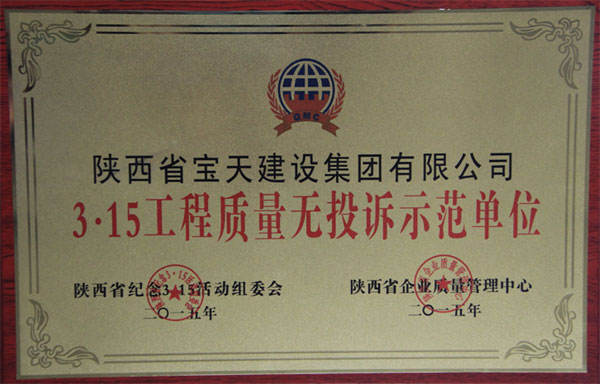 QMC
陕西省宝天建设集团有限公司
3·15工程质量无投诉示范单位
陕西省纪念3.15活动组委会
二〇一五年
陕西省企业质量管理中心
二〇一五年